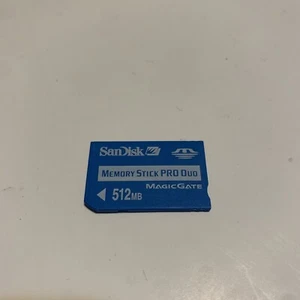 SanDisk
MEMORY STICK PRO DUO
MAGICGATE
512MB